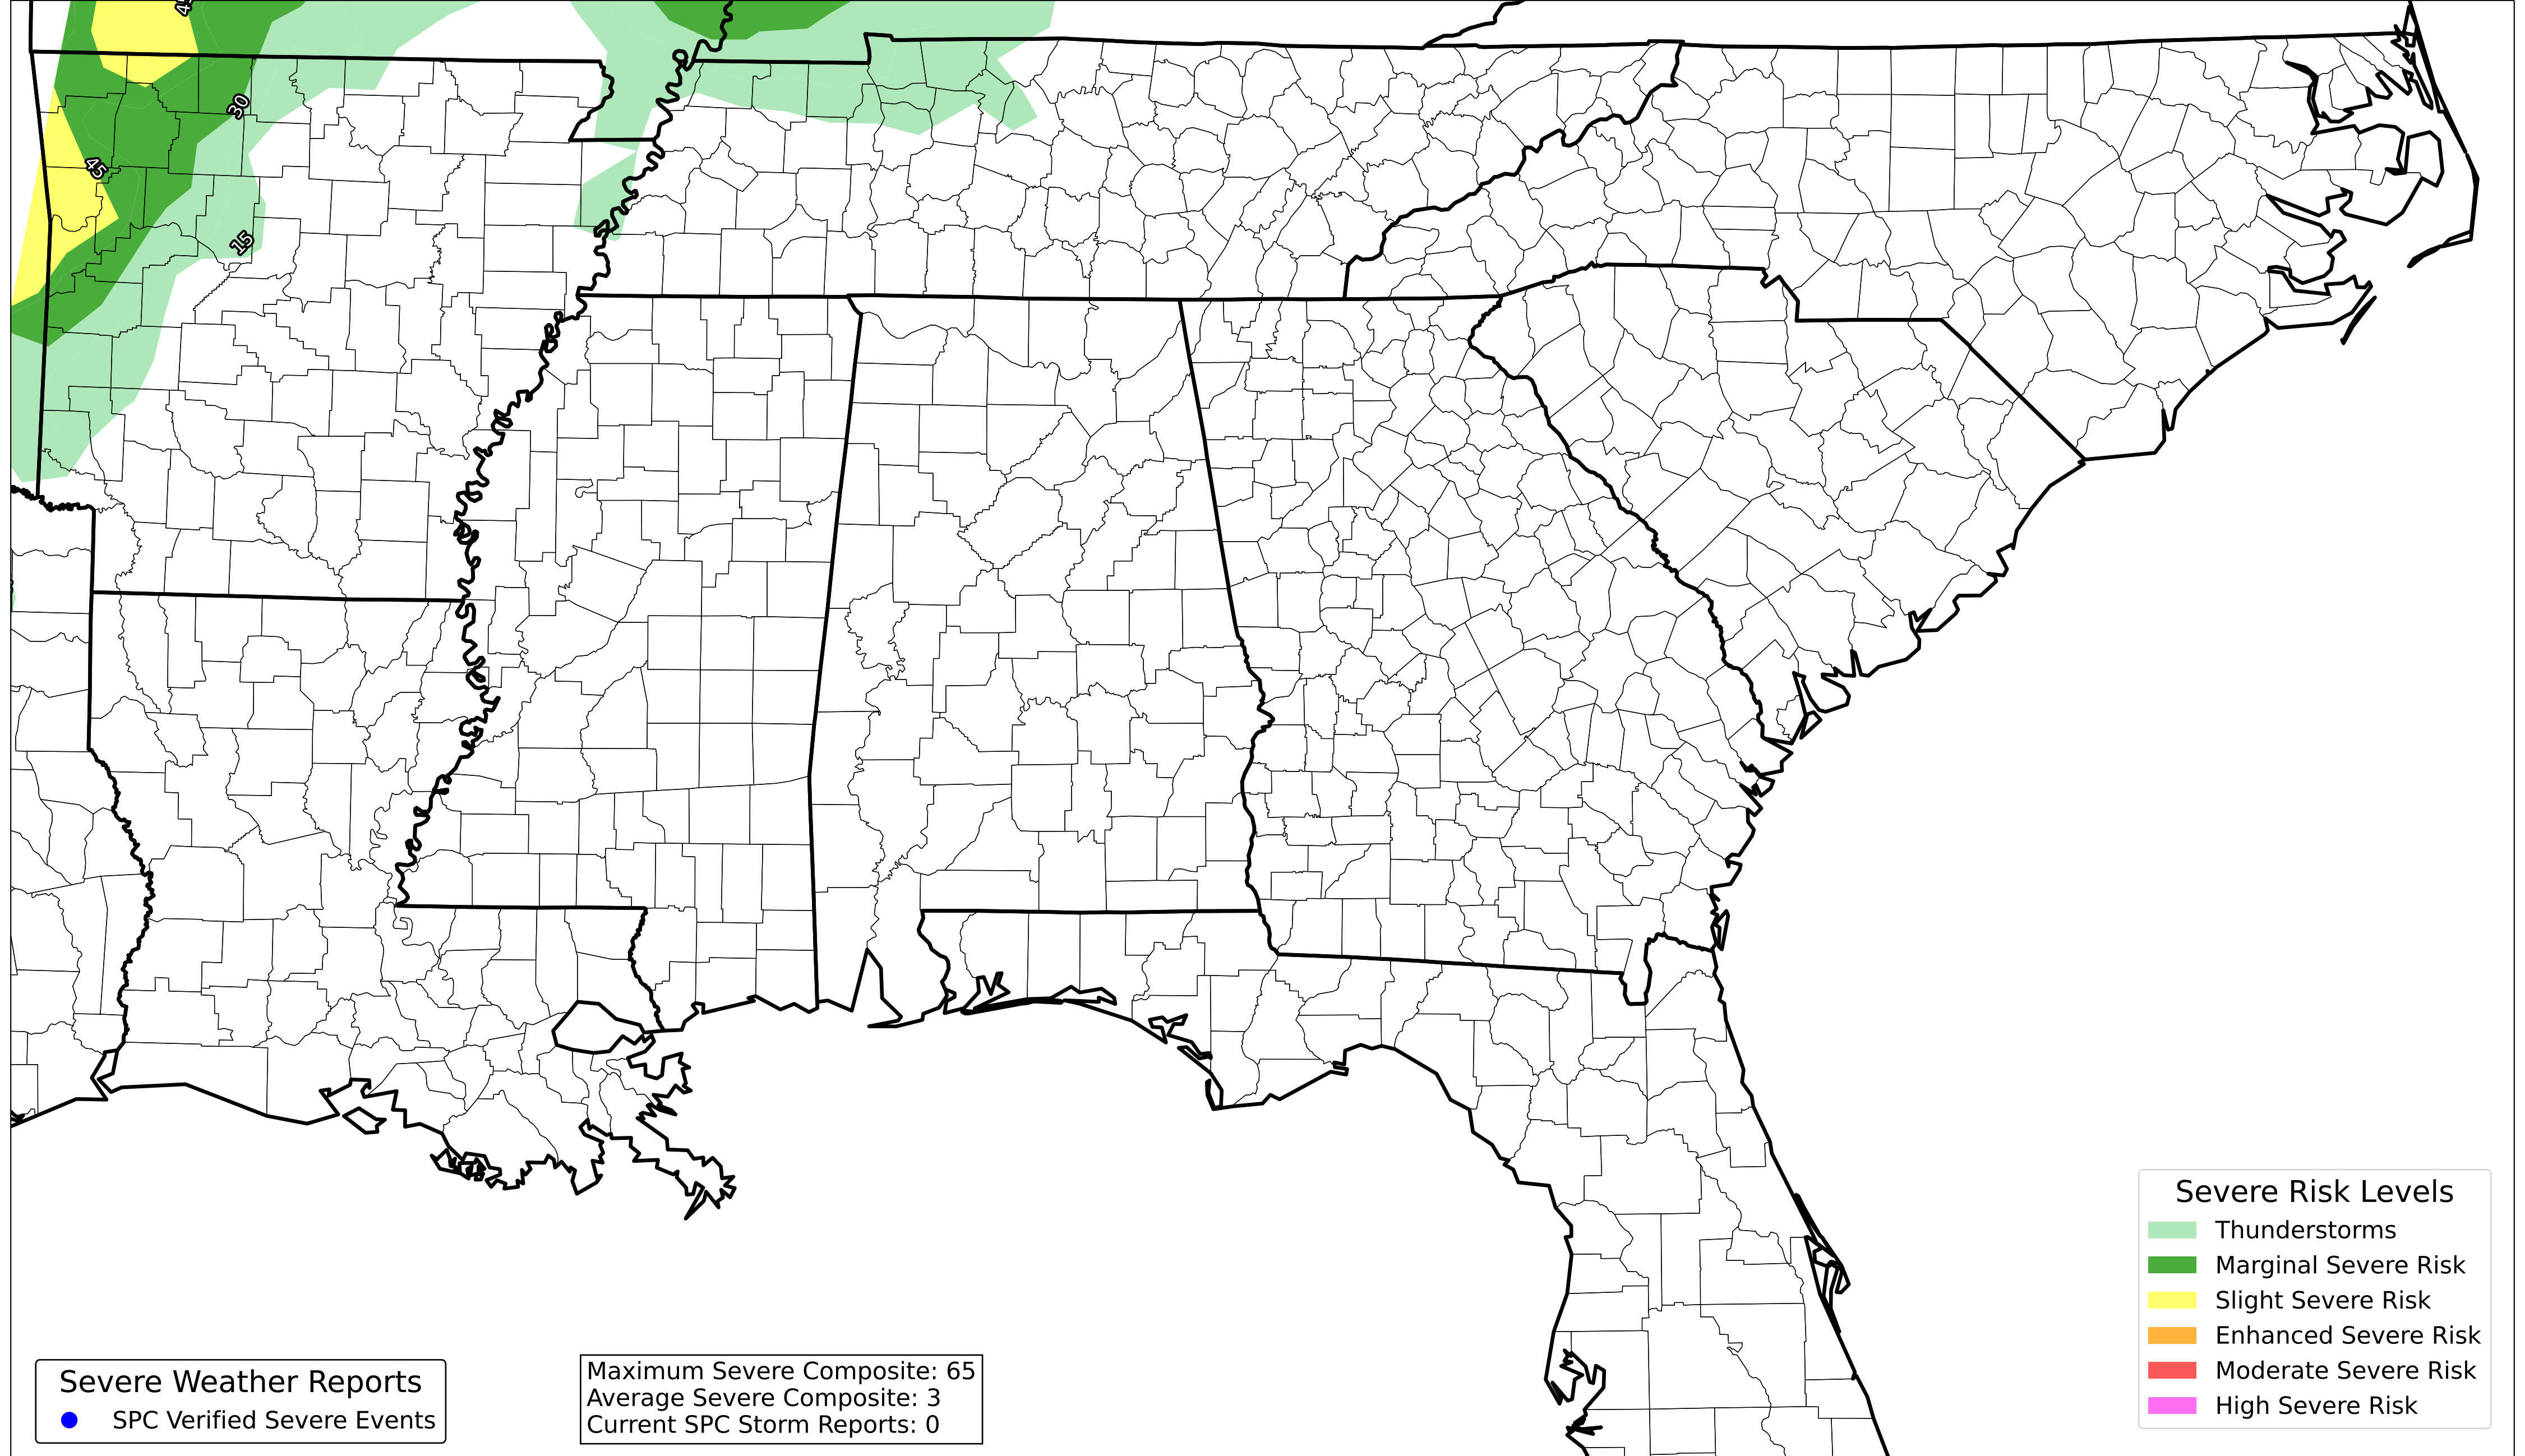 45
30
45
15
Severe Risk Levels
Thunderstorms
Marginal Severe Risk
Slight Severe Risk
Enhanced Severe Risk
Moderate Severe Risk
High Severe Risk
Severe Weather Reports
SPC Verified Severe Events
Maximum Severe Composite: 65
Average Severe Composite: 3
Current SPC Storm Reports: 0